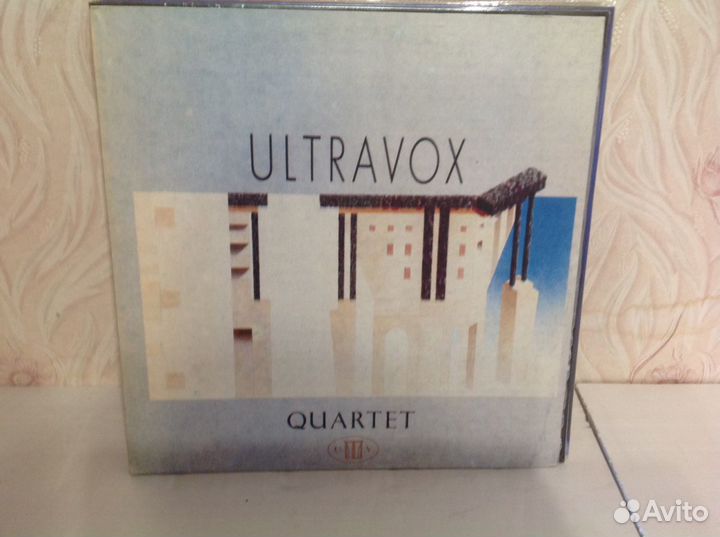 ULTRAVOX
QUARTET
U V
Avito